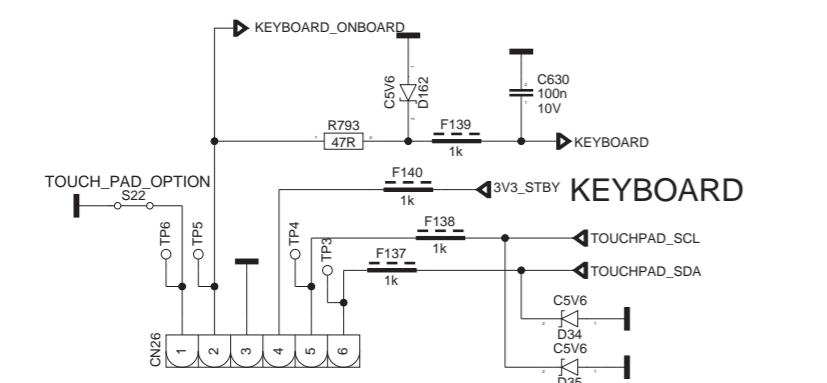 KEYBOARD_ONBOARD
C5V6
D162
C630
100n
10V
R793
47R
F139
1k
KEYBOARD
F140
1k
3V3_STBY
KEYBOARD
TOUCH_PAD_OPTION
S22
TP6
TP5
TP4
TP3
F138
1k
TOUCHPAD_SCL
F137
1k
TOUCHPAD_SDA
C5V6
D34
C5V6
D35
CN26
1 2 3 4 5 6